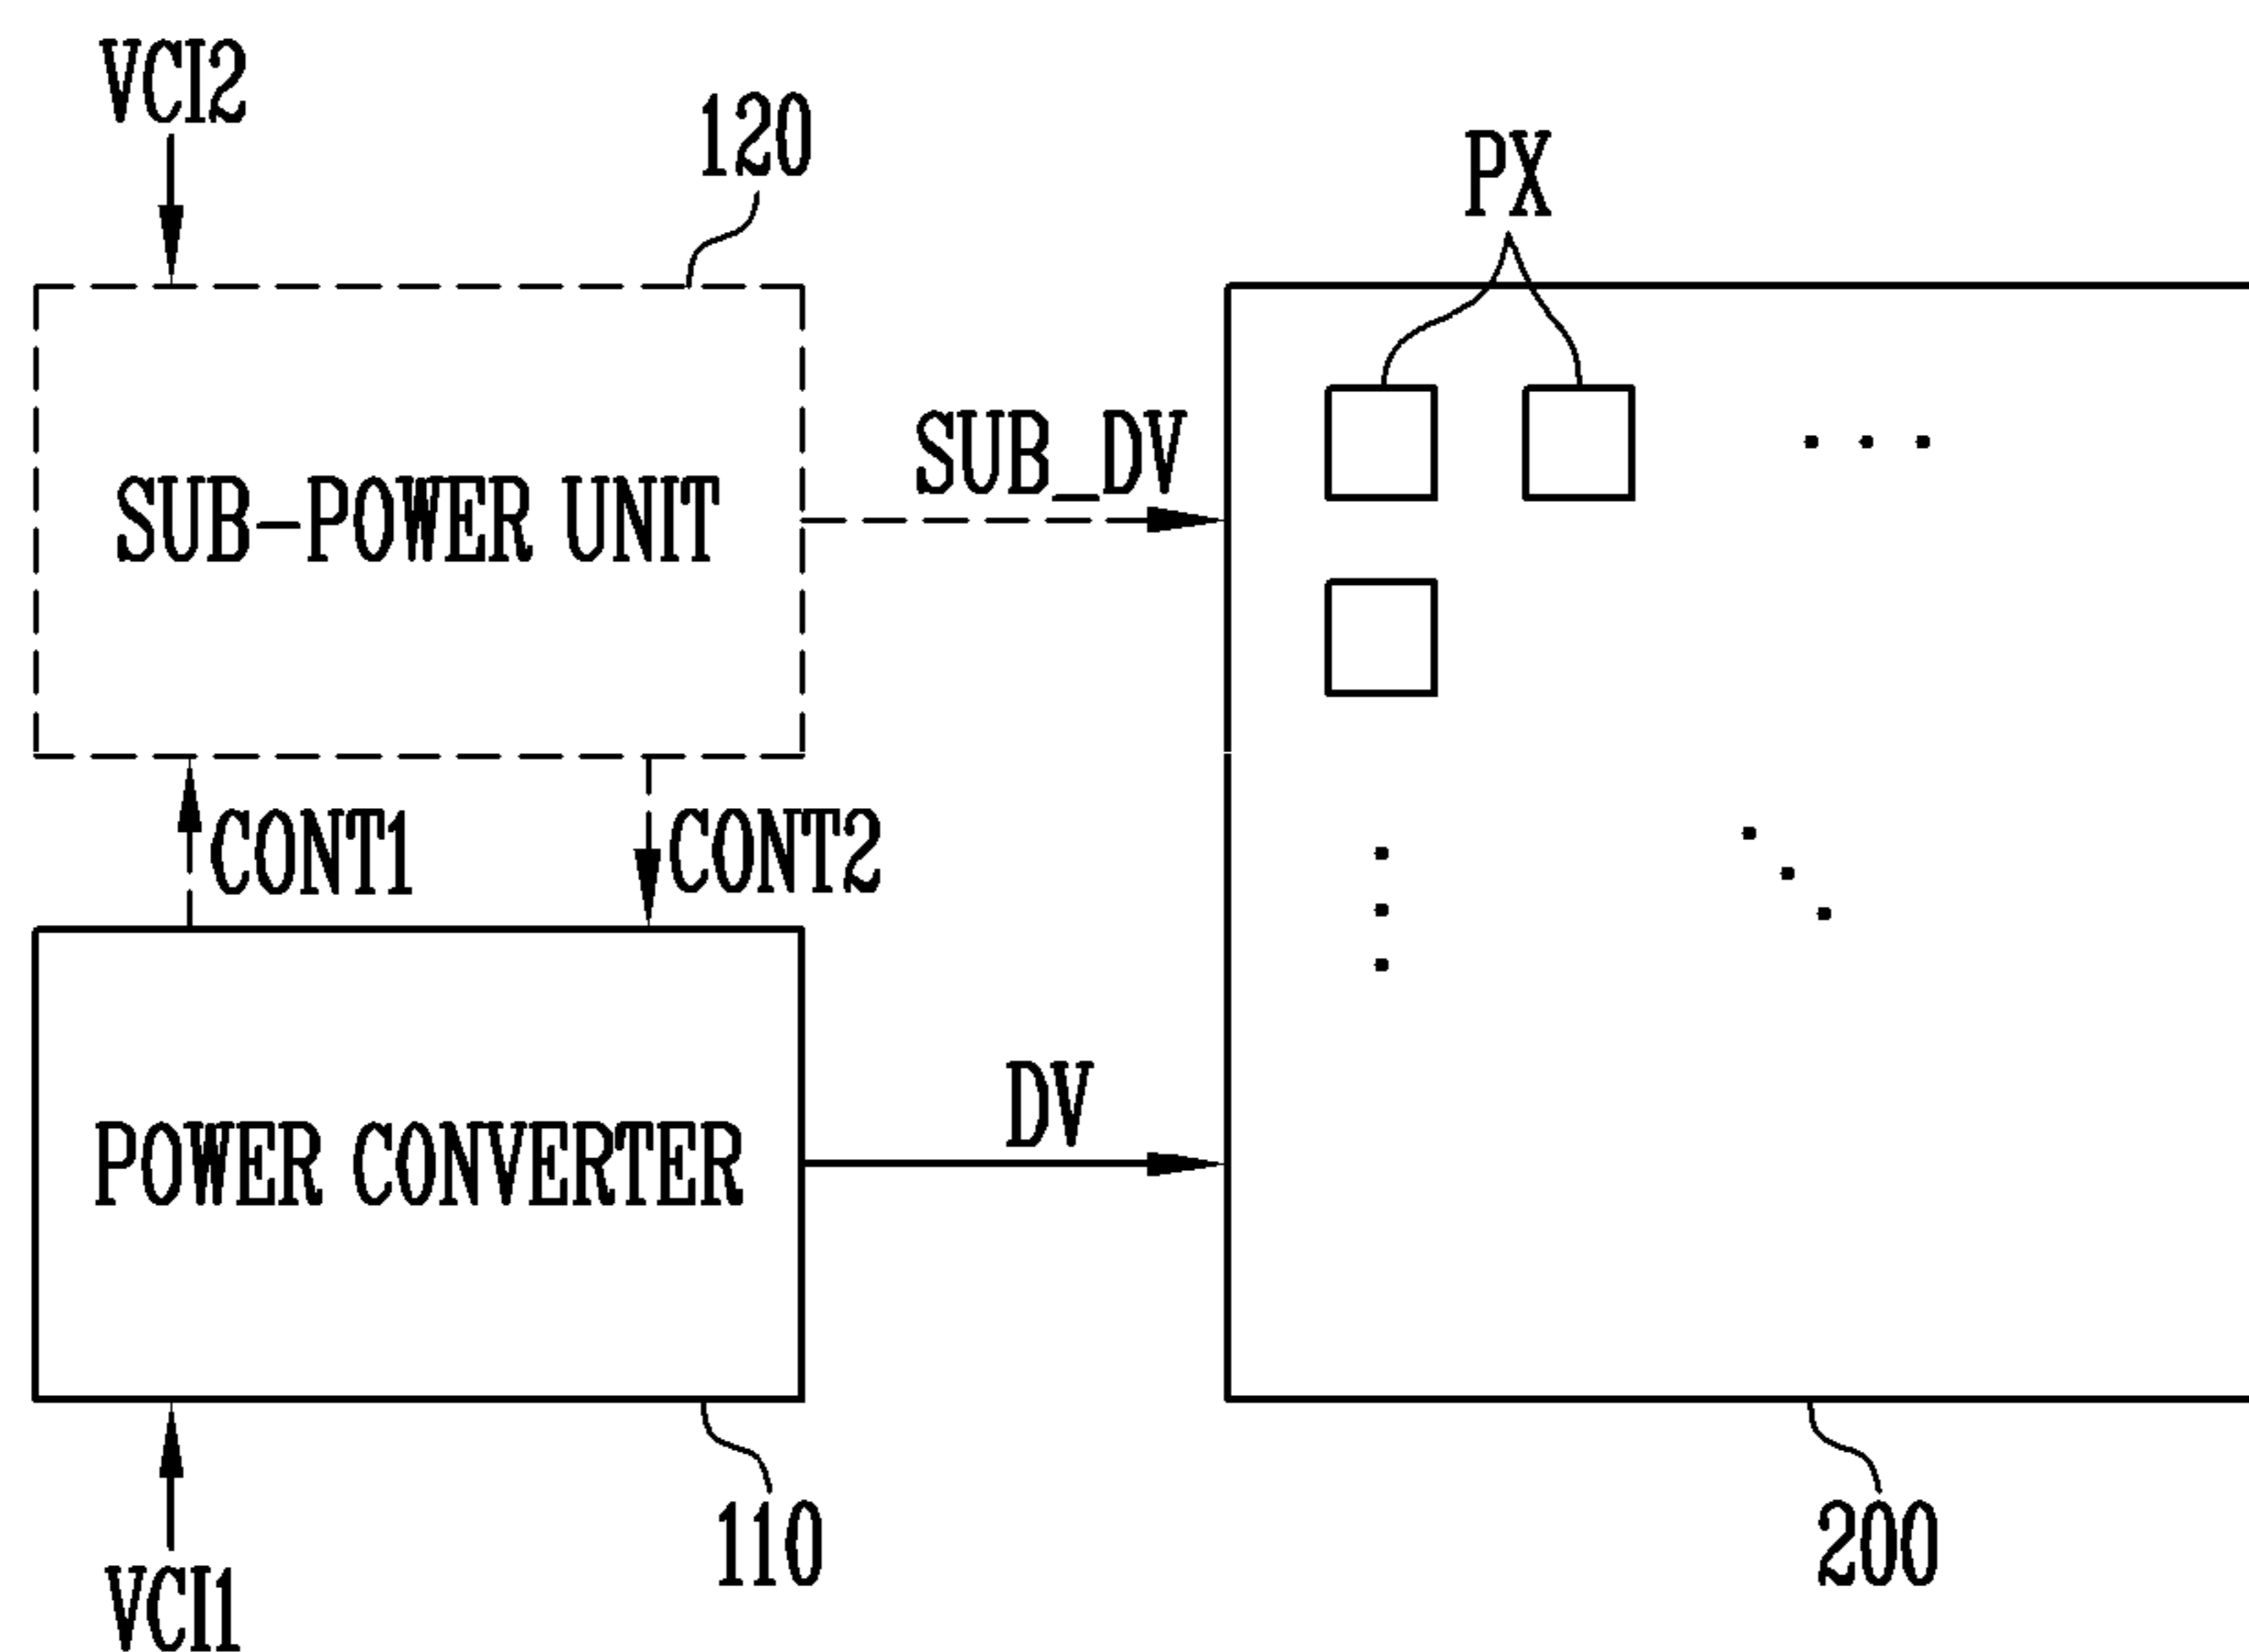 VCI2
120
PX
SUB_DV
SUB-POWER UNIT
CONT1
CONT2
DV
POWER CONVERTER
110
200
VCI1